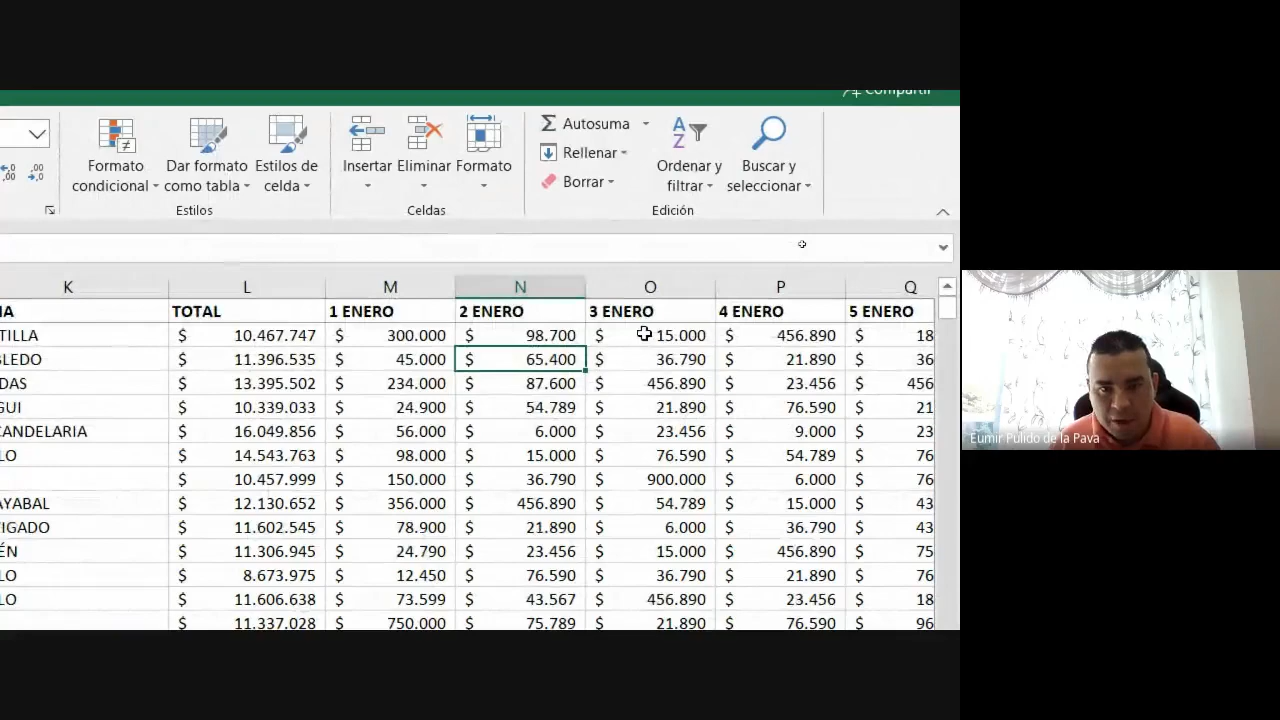 Compartir
Formato condicional
Dar formato como tabla
Estilos de celda
Insertar
Eliminar
Formato
Autosuma
Rellenar
Borrar
Ordenar y filtrar
Buscar y seleccionar
Estilos
Celdas
Edición
K L M N O P Q
IA TOTAL 1 ENERO 2 ENERO 3 ENERO 4 ENERO 5 ENERO
TILLA $ 10.467.747 $ 300.000 $ 98.700 $ 15.000 $ 456.890 $ 18
BLEDO $ 11.396.535 $ 45.000 $ 65.400 $ 36.790 $ 21.890 $ 36
DAS $ 13.395.502 $ 234.000 $ 87.600 $ 456.890 $ 23.456 $ 456
GUI $ 10.339.033 $ 24.900 $ 54.789 $ 21.890 $ 76.590 $ 21
CANDELARIA $ 16.049.856 $ 56.000 $ 6.000 $ 23.456 $ 9.000 $ 23
LO $ 14.543.763 $ 98.000 $ 15.000 $ 76.590 $ 54.789 $ 76
$ 10.457.999 $ 150.000 $ 36.790 $ 900.000 $ 6.000 $ 76
AYABAL $ 12.130.652 $ 356.000 $ 456.890 $ 54.789 $ 15.000 $ 43
TIGADO $ 11.602.545 $ 78.900 $ 21.890 $ 6.000 $ 36.790 $ 43
ÉN $ 11.306.945 $ 24.790 $ 23.456 $ 15.000 $ 456.890 $ 75
LO $ 8.673.975 $ 12.450 $ 76.590 $ 36.790 $ 21.890 $ 76
LO $ 11.606.638 $ 73.599 $ 43.567 $ 456.890 $ 23.456 $ 18
$ 11.337.028 $ 750.000 $ 75.789 $ 21.890 $ 76.590 $ 96
Eumir Pulido de la Pava